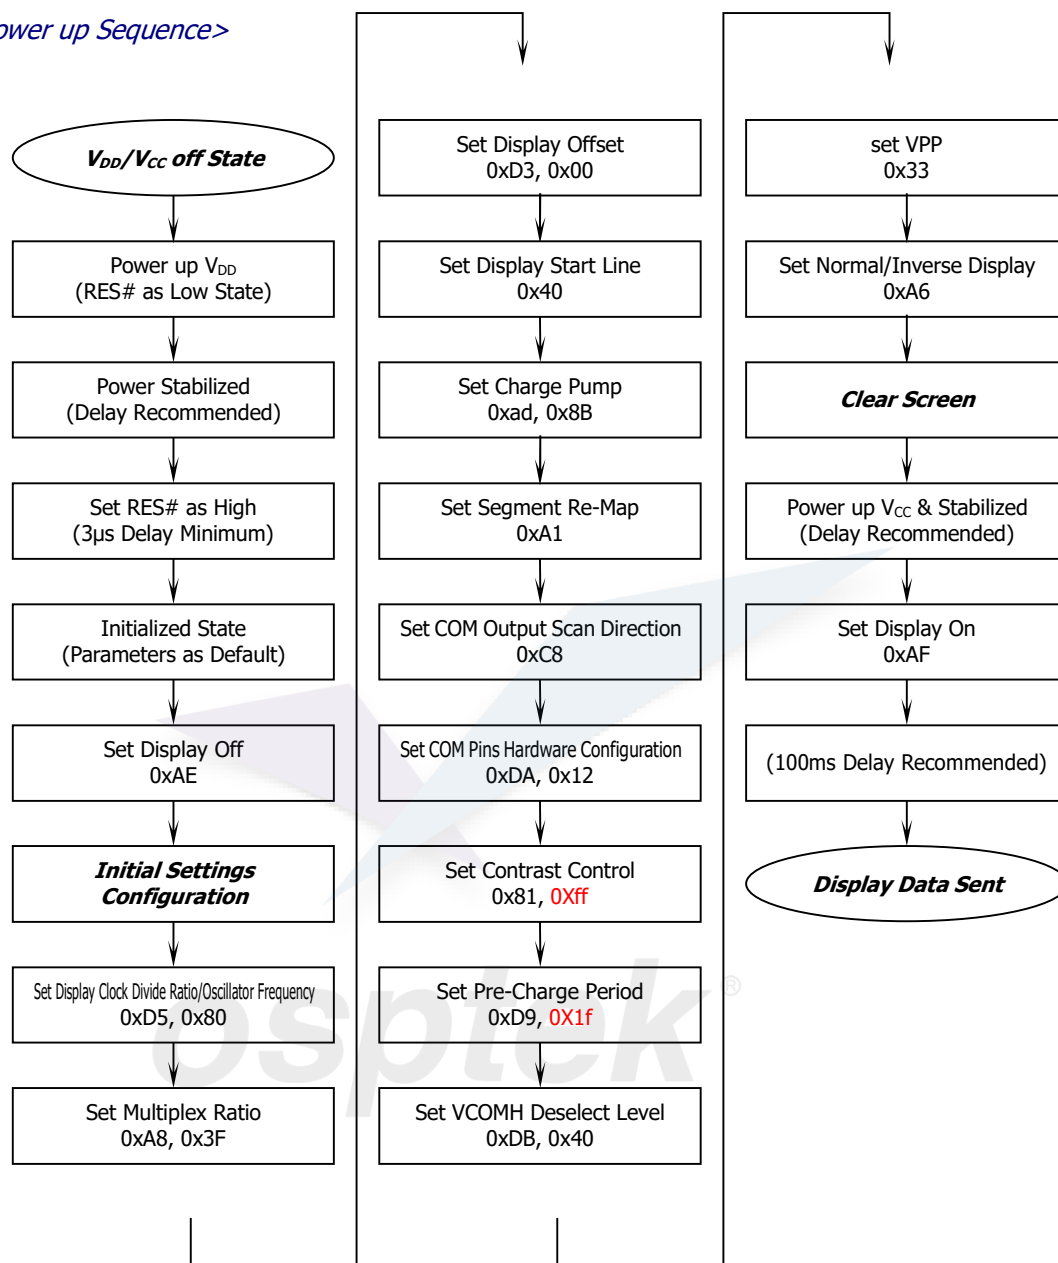 ower up Sequence>
VDD/VCC off State
Power up VDD
(RES# as Low State)
Power Stabilized
(Delay Recommended)
Set RES# as High
(3μs Delay Minimum)
Initialized State
(Parameters as Default)
Set Display Off
0xAE
Initial Settings
Configuration
Set Display Clock Divide Ratio/Oscillator Frequency
0xD5, 0x80
Set Multiplex Ratio
0xA8, 0x3F
Set Display Offset
0xD3, 0x00
Set Display Start Line
0x40
Set Charge Pump
0xad, 0x8B
Set Segment Re-Map
0xA1
Set COM Output Scan Direction
0xC8
Set COM Pins Hardware Configuration
0xDA, 0x12
Set Contrast Control
0x81, 0Xff
Set Pre-Charge Period
0xD9, 0X1f
Set VCOMH Deselect Level
0xDB, 0x40
set VPP
0x33
Set Normal/Inverse Display
0xA6
Clear Screen
Power up VCC & Stabilized
(Delay Recommended)
Set Display On
0xAF
(100ms Delay Recommended)
Display Data Sent
osptek®